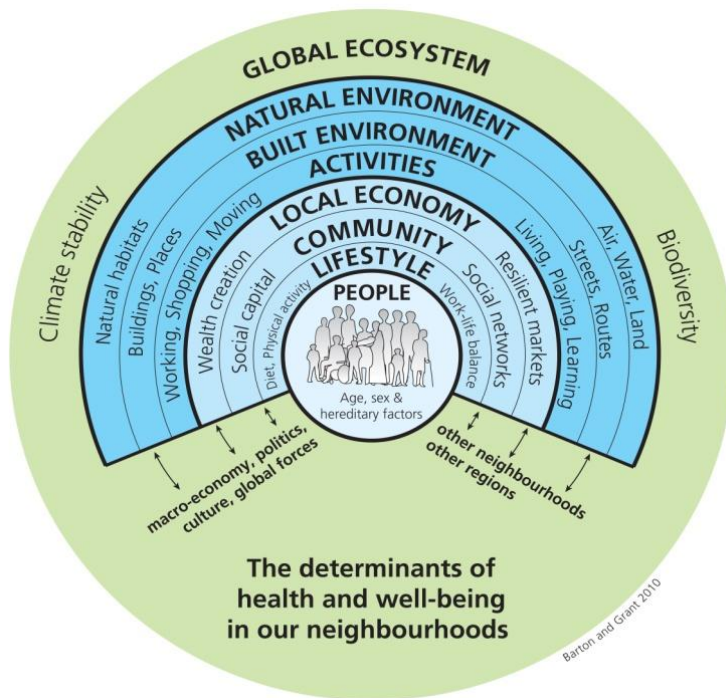 GLOBAL ECOSYSTEM
Climate stability
Biodiversity
NATURAL ENVIRONMENT
Natural habitats
Air, Water, Land
BUILT ENVIRONMENT
Buildings, Places
Streets, Routes
ACTIVITIES
Working, Shopping, Moving
Living, Playing, Learning
LOCAL ECONOMY
Wealth creation
Resilient markets
COMMUNITY
Social capital
Social networks
LIFESTYLE
Diet, Physical activity
Work-life balance
PEOPLE
Age, sex &
hereditary factors
macro-economy, politics,
culture, global forces
other neighbourhoods
other regions
The determinants of
health and well-being
in our neighbourhoods
Barton and Grant 2010